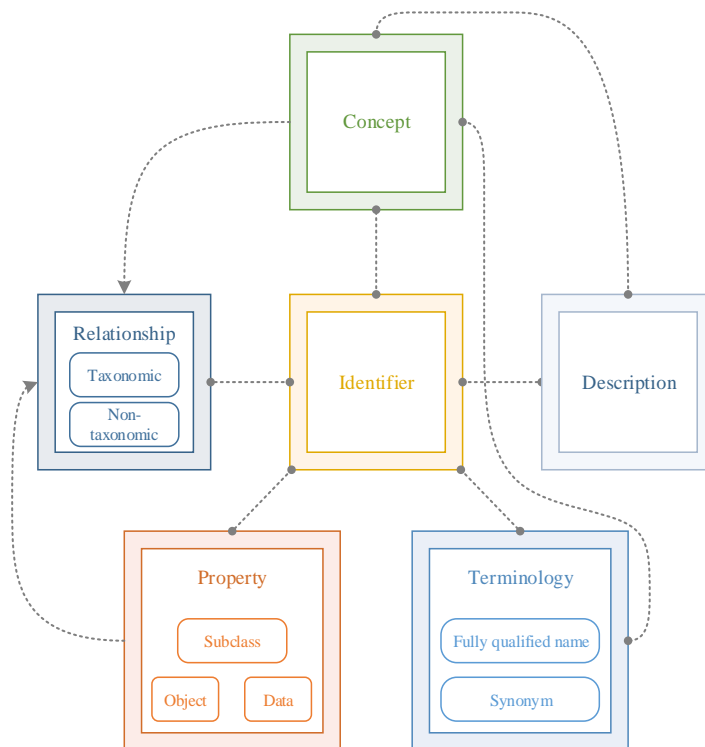 Concept
Relationship
Taxonomic
Non-
taxonomic
Identifier
Description
Property
Subclass
Object
Data
Terminology
Fully qualified name
Synonym